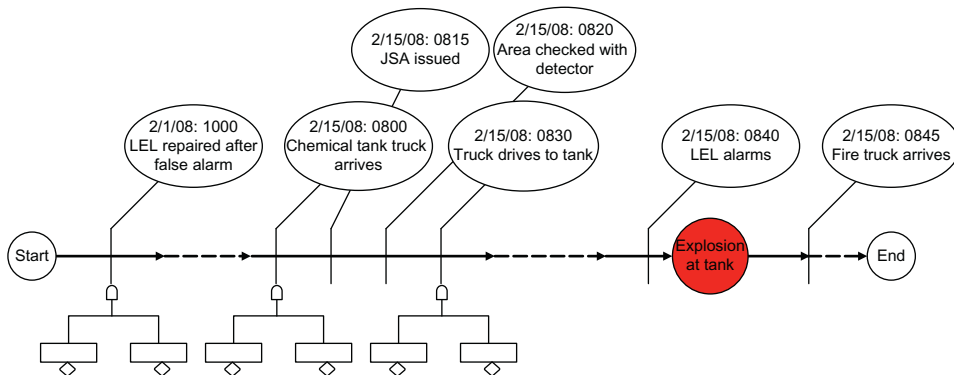 2/15/08: 0815
JSA issued
2/15/08: 0820
Area checked with
detector
2/1/08: 1000
LEL repaired after
false alarm
2/15/08: 0800
Chemical tank truck
arrives
2/15/08: 0830
Truck drives to tank
2/15/08: 0840
LEL alarms
2/15/08: 0845
Fire truck arrives
Start
Explosion
at tank
End